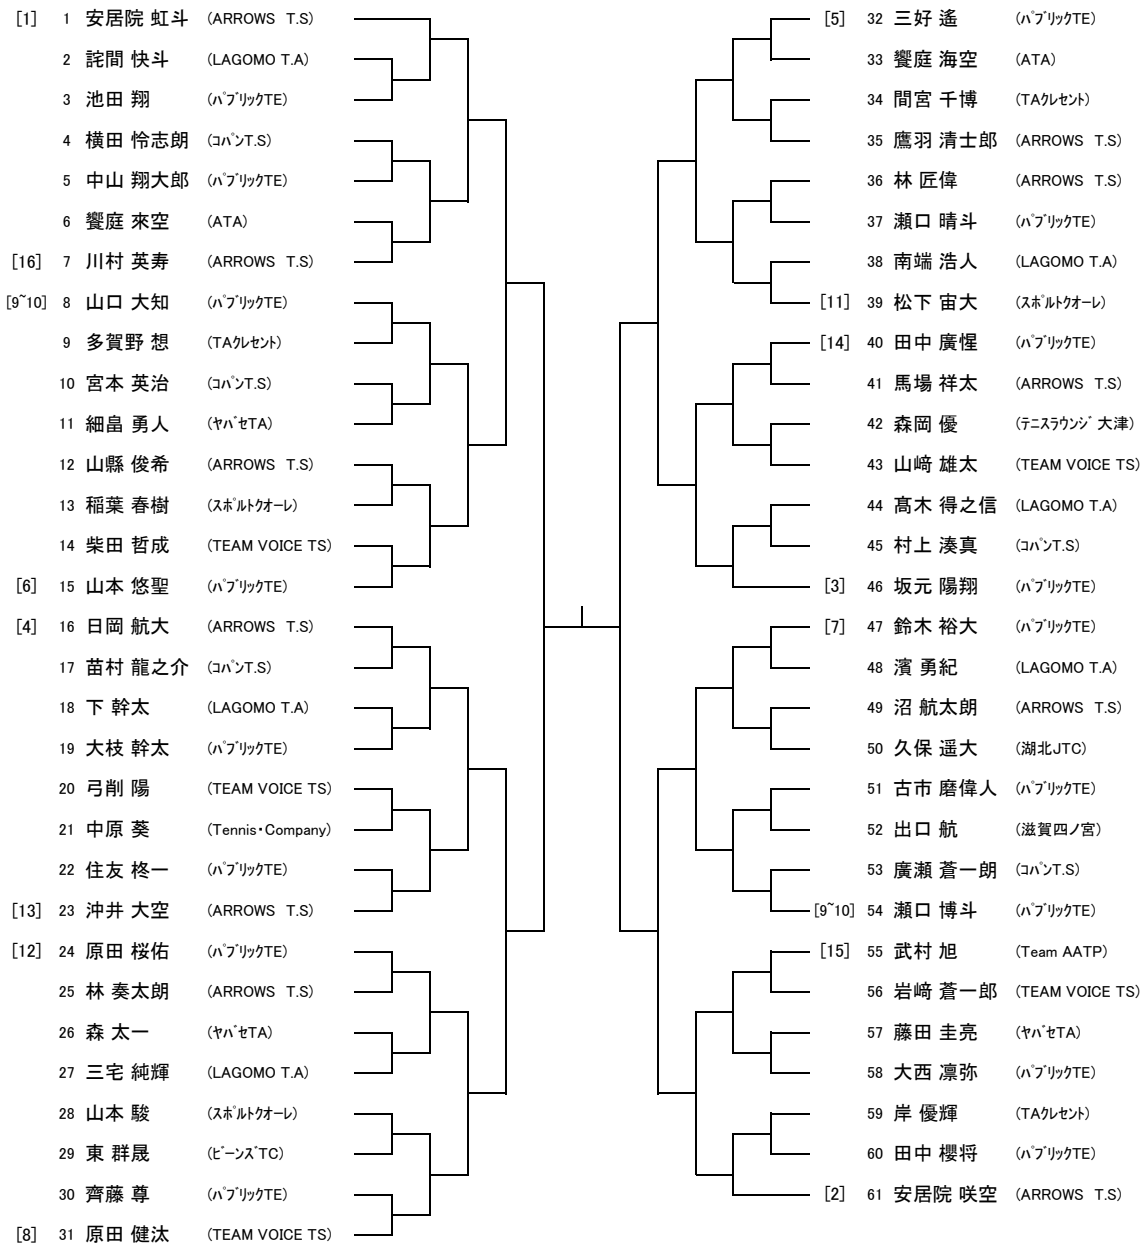 [1] 1 安居院 虹斗 (ARROWS T.S)
2 詫間 快斗 (LAGOMO T.A)
3 池田 翔 (ﾊﾟﾌﾞﾘｯｸTE)
4 横田 怜志朗 (ｺﾊﾟﾝT.S)
5 中山 翔大郎 (ﾊﾟﾌﾞﾘｯｸTE)
6 饗庭 來空 (ATA)
[16] 7 川村 英寿 (ARROWS T.S)
[9~10] 8 山口 大知 (ﾊﾟﾌﾞﾘｯｸTE)
9 多賀野 想 (TAｸﾚｾﾝﾄ)
10 宮本 英治 (ｺﾊﾟﾝT.S)
11 細畠 勇人 (ﾔﾊﾞｾTA)
12 山縣 俊希 (ARROWS T.S)
13 稲葉 春樹 (ｽﾎﾟﾙﾄｸｵｰﾚ)
14 柴田 哲成 (TEAM VOICE TS)
[6] 15 山本 悠聖 (ﾊﾟﾌﾞﾘｯｸTE)
[4] 16 日岡 航大 (ARROWS T.S)
17 苗村 龍之介 (ｺﾊﾟﾝT.S)
18 下 幹太 (LAGOMO T.A)
19 大枝 幹太 (ﾊﾟﾌﾞﾘｯｸTE)
20 弓削 陽 (TEAM VOICE TS)
21 中原 葵 (Tennis・Company)
22 住友 柊一 (ﾊﾟﾌﾞﾘｯｸTE)
[13] 23 沖井 大空 (ARROWS T.S)
[12] 24 原田 桜佑 (ﾊﾟﾌﾞﾘｯｸTE)
25 林 奏太朗 (ARROWS T.S)
26 森 太一 (ﾔﾊﾞｾTA)
27 三宅 純輝 (LAGOMO T.A)
28 山本 駿 (ｽﾎﾟﾙﾄｸｵｰﾚ)
29 東 群晟 (ﾋﾞｰﾝｽﾞTC)
30 齊藤 尊 (ﾊﾟﾌﾞﾘｯｸTE)
[8] 31 原田 健汰 (TEAM VOICE TS)
[5] 32 三好 遙 (ﾊﾟﾌﾞﾘｯｸTE)
33 饗庭 海空 (ATA)
34 間宮 千博 (TAｸﾚｾﾝﾄ)
35 鷹羽 清士郎 (ARROWS T.S)
36 林 匠偉 (ARROWS T.S)
37 瀬口 晴斗 (ﾊﾟﾌﾞﾘｯｸTE)
38 南端 浩人 (LAGOMO T.A)
[11] 39 松下 宙大 (ｽﾎﾟﾙﾄｸｵｰﾚ)
[14] 40 田中 廣惺 (ﾊﾟﾌﾞﾘｯｸTE)
41 馬場 祥太 (ARROWS T.S)
42 森岡 優 (ﾃﾆｽﾗｳﾝｼﾞ大津)
43 山﨑 雄太 (TEAM VOICE TS)
44 髙木 得之信 (LAGOMO T.A)
45 村上 湊真 (ｺﾊﾟﾝT.S)
[3] 46 坂元 陽翔 (ﾊﾟﾌﾞﾘｯｸTE)
[7] 47 鈴木 裕大 (ﾊﾟﾌﾞﾘｯｸTE)
48 濱 勇紀 (LAGOMO T.A)
49 沼 航太朗 (ARROWS T.S)
50 久保 遥大 (湖北JTC)
51 古市 磨偉人 (ﾊﾟﾌﾞﾘｯｸTE)
52 出口 航 (滋賀四ノ宮)
53 廣瀬 蒼一朗 (ｺﾊﾟﾝT.S)
[9~10] 54 瀬口 博斗 (ﾊﾟﾌﾞﾘｯｸTE)
[15] 55 武村 旭 (Team AATP)
56 岩﨑 蒼一郎 (TEAM VOICE TS)
57 藤田 圭亮 (ﾔﾊﾞｾTA)
58 大西 凛弥 (ﾊﾟﾌﾞﾘｯｸTE)
59 岸 優輝 (TAｸﾚｾﾝﾄ)
60 田中 櫻将 (ﾊﾟﾌﾞﾘｯｸTE)
[2] 61 安居院 咲空 (ARROWS T.S)